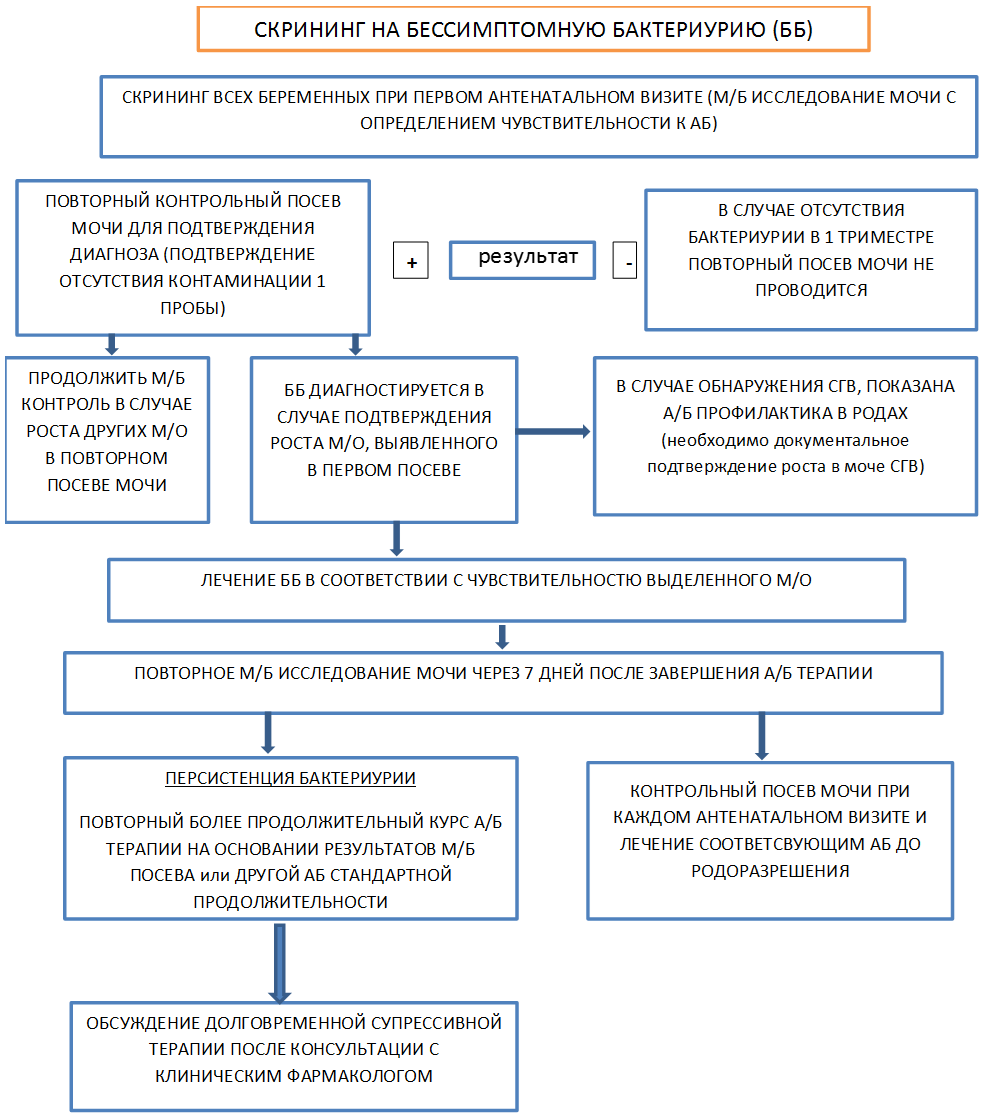 СКРИНИНГ НА БЕССИМПТОМНУЮ БАКТЕРИУРИЮ (ББ)
СКРИНИНГ ВСЕХ БЕРЕМЕННЫХ ПРИ ПЕРВОМ АНТЕНАТАЛЬНОМ ВИЗИТЕ (М/Б ИССЛЕДОВАНИЕ МОЧИ С
ОПРЕДЕЛЕНИЕМ ЧУВСТВИТЕЛЬНОСТИ К АБ)
ПОВТОРНЫЙ КОНТРОЛЬНЫЙ ПОСЕВ
МОЧИ ДЛЯ ПОДТВЕРЖДЕНИЯ
ДИАГНОЗА (ПОДТВЕРЖДЕНИЕ
ОТСУТСТВИЯ КОНТАМИНАЦИИ 1
ПРОБЫ)
+
результат
-
В СЛУЧАЕ ОТСУТСТВИЯ
БАКТЕРИУРИИ В 1 ТРИМЕСТРЕ
ПОВТОРНЫЙ ПОСЕВ МОЧИ НЕ
ПРОВОДИТСЯ
ПРОДОЛЖИТЬ М/Б
КОНТРОЛЬ В СЛУЧАЕ
РОСТА ДРУГИХ М/О
В ПОВТОРНОМ
ПОСЕВЕ МОЧИ
ББ ДИАГНОСТИРУЕТСЯ В
СЛУЧАЕ ПОДТВЕРЖДЕНИЯ
РОСТА М/О, ВЫЯВЛЕННОГО
В ПЕРВОМ ПОСЕВЕ
В СЛУЧАЕ ОБНАРУЖЕНИЯ СГВ, ПОКАЗАНА
А/Б ПРОФИЛАКТИКА В РОДАХ
(необходимо документальное
подтверждение роста в моче СГВ)
ЛЕЧЕНИЕ ББ В СООТВЕТСТВИИ С ЧУВСТВИТЕЛЬНОСТЬЮ ВЫДЕЛЕННОГО М/О
ПОВТОРНОЕ М/Б ИССЛЕДОВАНИЕ МОЧИ ЧЕРЕЗ 7 ДНЕЙ ПОСЛЕ ЗАВЕРШЕНИЯ А/Б ТЕРАПИИ
ПЕРСИСТЕНЦИЯ БАКТЕРИУРИИ
ПОВТОРНЫЙ БОЛЕЕ ПРОДОЛЖИТЕЛЬНЫЙ КУРС А/Б
ТЕРАПИИ НА ОСНОВАНИИ РЕЗУЛЬТАТОВ М/Б
ПОСЕВА или ДРУГОЙ АБ СТАНДАРТНОЙ
ПРОДОЛЖИТЕЛЬНОСТИ
КОНТРОЛЬНЫЙ ПОСЕВ МОЧИ ПРИ
КАЖДОМ АНТЕНАТАЛЬНОМ ВИЗИТЕ И
ЛЕЧЕНИЕ СООТВЕТСВУЮЩИМ АБ ДО
РОДОРАЗРЕШЕНИЯ
ОБСУЖДЕНИЕ ДОЛГОВРЕМЕННОЙ СУПРЕССИВНОЙ
ТЕРАПИИ ПОСЛЕ КОНСУЛЬТАЦИИ С
КЛИНИЧЕСКИМ ФАРМАКОЛОГОМ